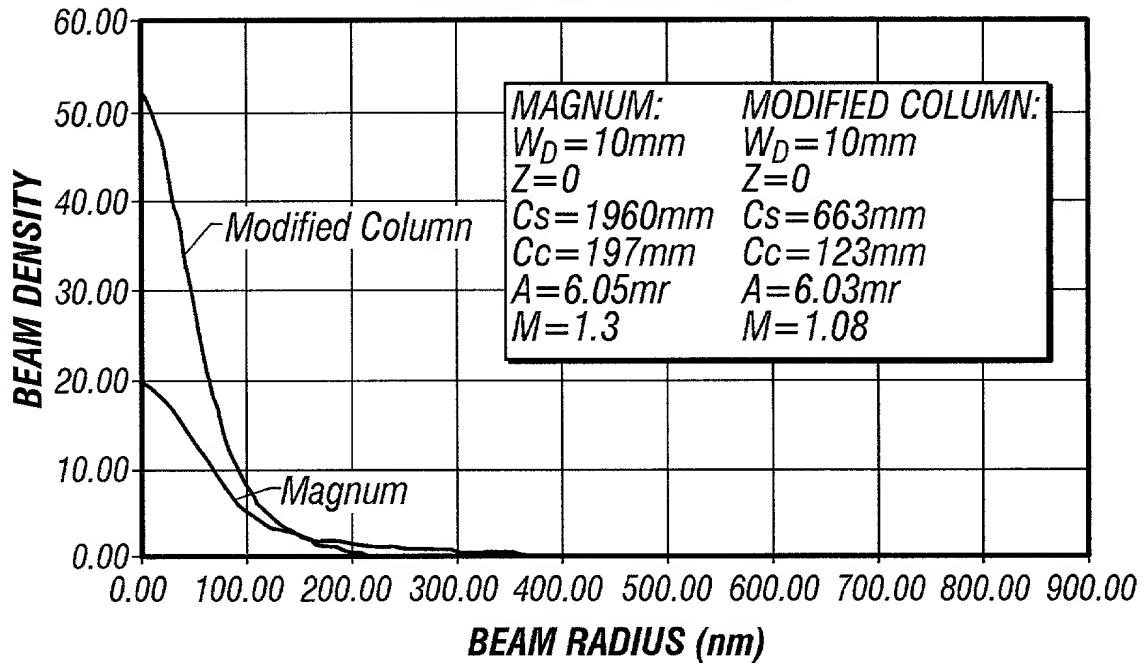 60.00
50.00
40.00
30.00
20.00
10.00
0.00
BEAM DENSITY
Modified Column
Magnum
MAGNUM: MODIFIED COLUMN:
W_D=10mm W_D=10mm
Z=0 Z=0
Cs=1960mm Cs=663mm
Cc=197mm Cc=123mm
A=6.05mr A=6.03mr
M=1.3 M=1.08
0.00 100.00 200.00 300.00 400.00 500.00 600.00 700.00 800.00 900.00
BEAM RADIUS (nm)